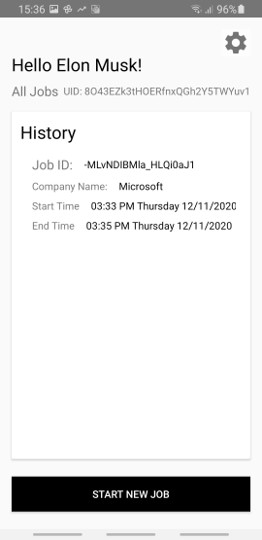 15:36 96%
Hello Elon Musk!
All Jobs UID: 8O43EZk3tHOERfnxQGh2Y5TWYuv1
History
Job ID: -MLvNDIBMla_HLQi0aJ1
Company Name: Microsoft
Start Time 03:33 PM Thursday 12/11/2020
End Time 03:35 PM Thursday 12/11/2020
START NEW JOB